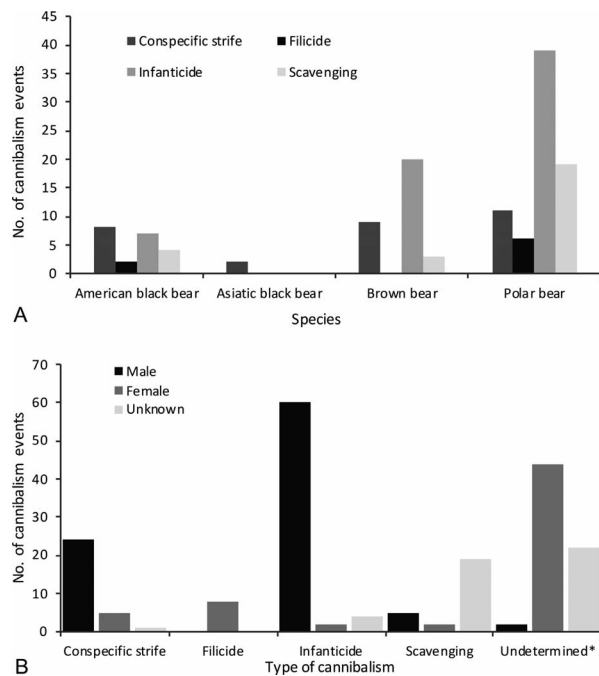 45
40
35
30
25
20
15
10
5
0
No. of cannibalism events
Conspecific strife Filicide
Infanticide Scavenging
American black bear Asiatic black bear Brown bear Polar bear
Species
A
70
60
50
40
30
20
10
0
No. of cannibalism events
Male
Female
Unknown
Conspecific strife Filicide Infanticide Scavenging Undetermined*
Type of cannibalism
B